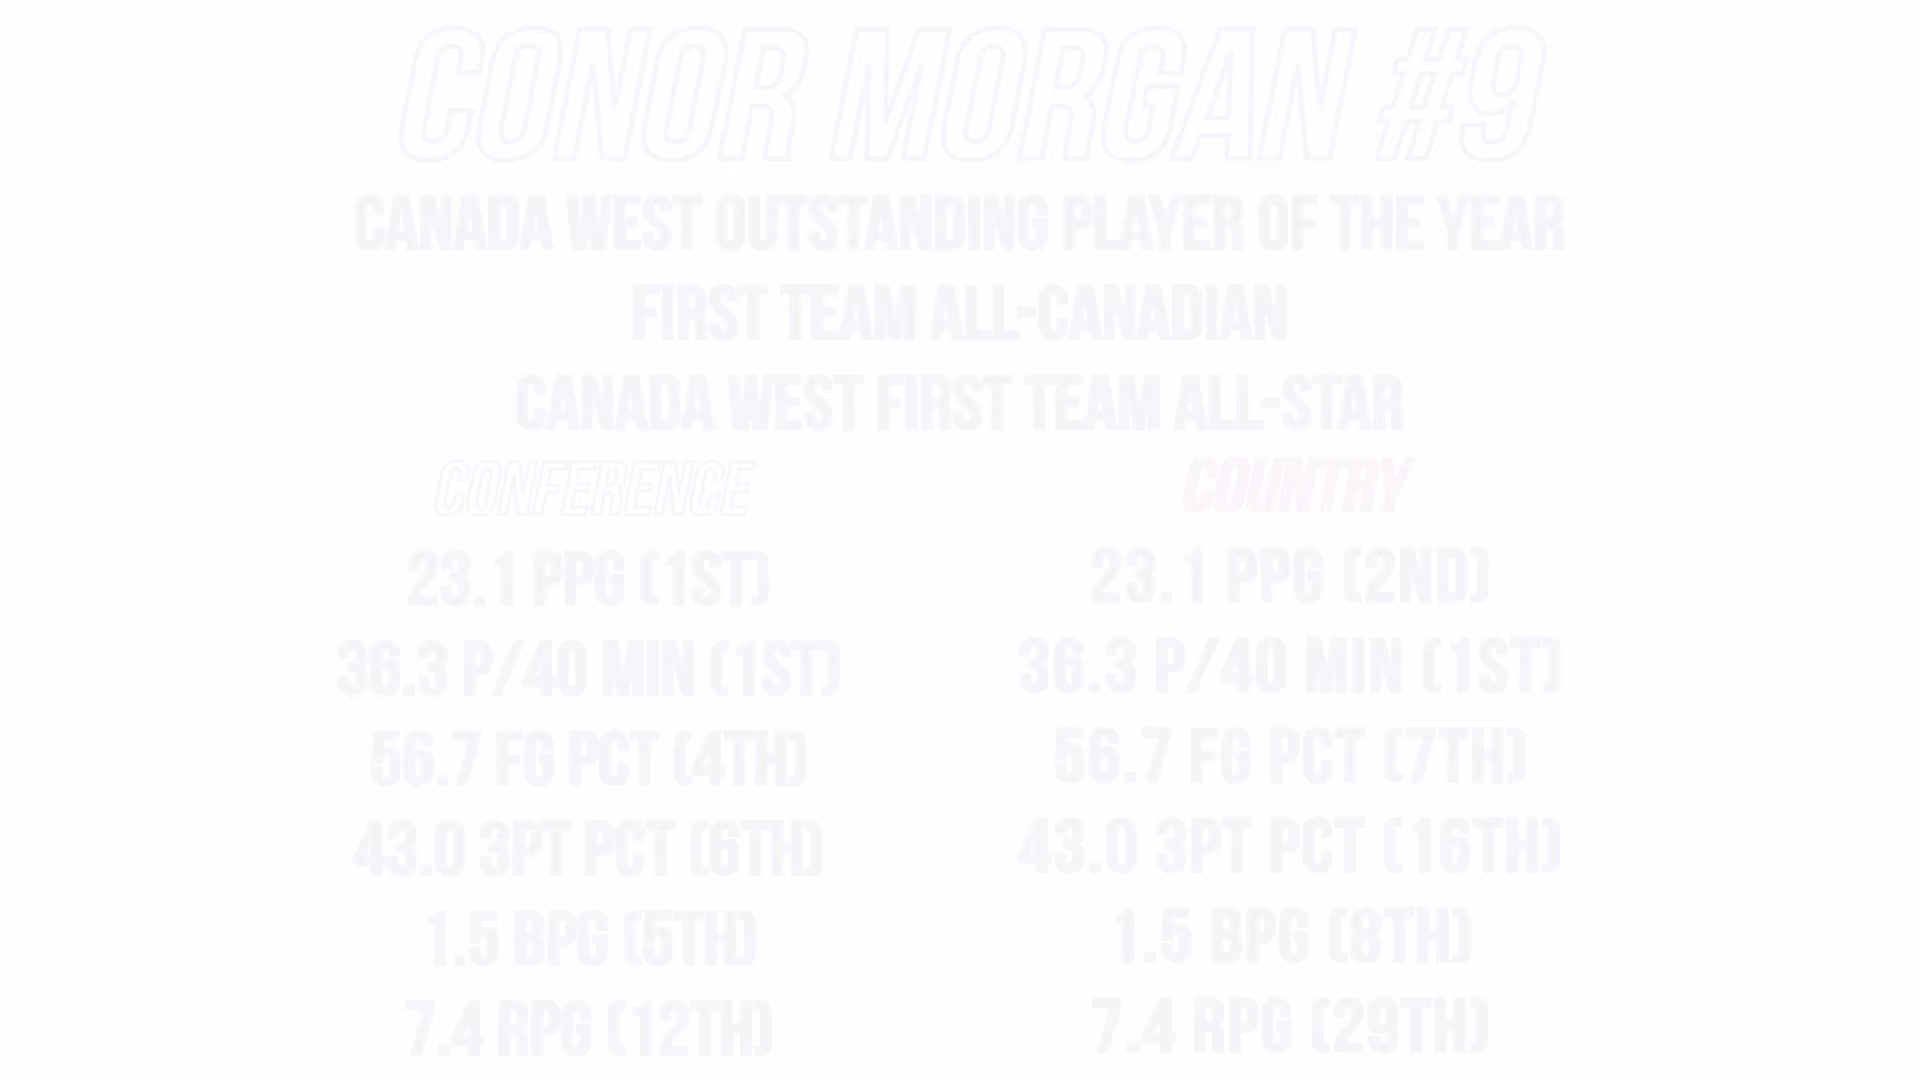 CONOR MORGAN #9
CANADA WEST OUTSTANDING PLAYER OF THE YEAR
FIRST TEAM ALL-CANADIAN
CANADA WEST FIRST TEAM ALL-STAR
CONFERENCE
23.1 PPG (1ST)
36.3 P/40 MIN (1ST)
56.7 FG PCT (4TH)
43.0 3PT PCT (6TH)
1.5 BPG (5TH)
7.4 RPG (12TH)
COUNTRY
23.1 PPG (2ND)
36.3 P/40 MIN (1ST)
56.7 FG PCT (7TH)
43.0 3PT PCT (16TH)
1.5 BPG (8TH)
7.4 RPG (29TH)